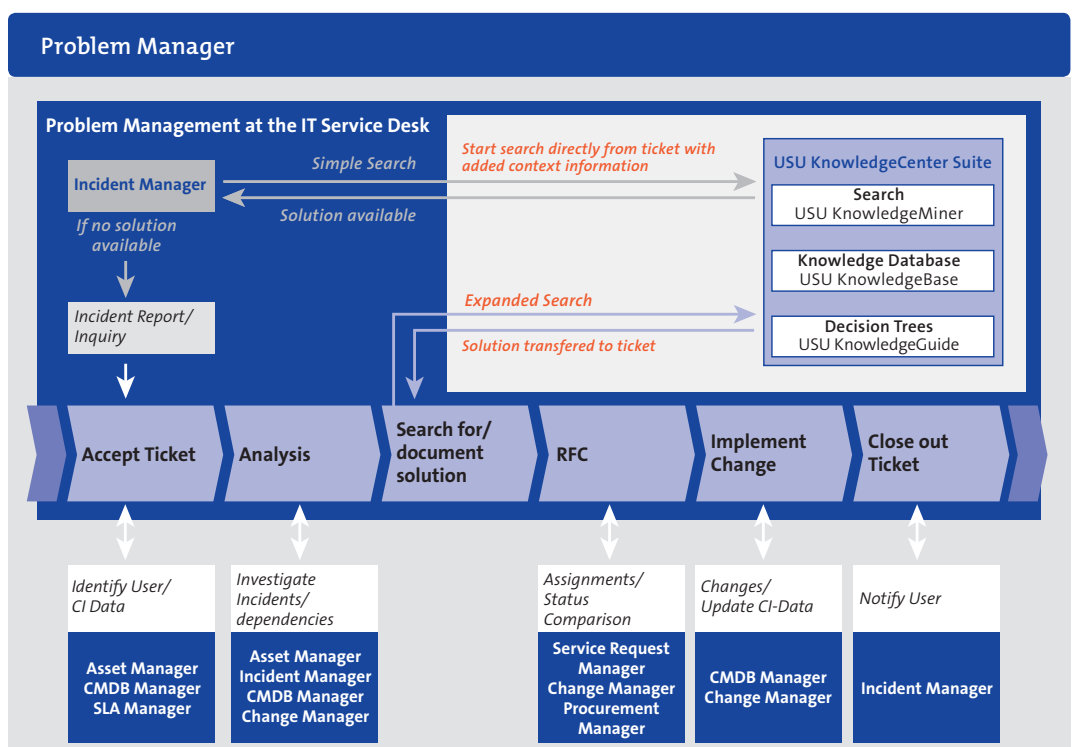 Problem Manager
Problem Management at the IT Service Desk
Incident Manager
Simple Search
Solution available
Start search directly from ticket with
added context information
USU KnowledgeCenter Suite
Search
USU KnowledgeMiner
Knowledge Database
USU KnowledgeBase
Decision Trees
USU KnowledgeGuide
If no solution
available
Incident Report/
Inquiry
Expanded Search
Solution transfered to ticket
Accept Ticket
Analysis
Search for/
document
solution
RFC
Implement
Change
Close out
Ticket
Identify User/
CI Data
Asset Manager
CMDB Manager
SLA Manager
Investigate
Incidents/
dependencies
Asset Manager
Incident Manager
CMDB Manager
Change Manager
Assignments/
Status
Comparison
Service Request
Manager
Change Manager
Procurement
Manager
Changes/
Update CI-Data
CMDB Manager
Change Manager
Notify User
Incident Manager